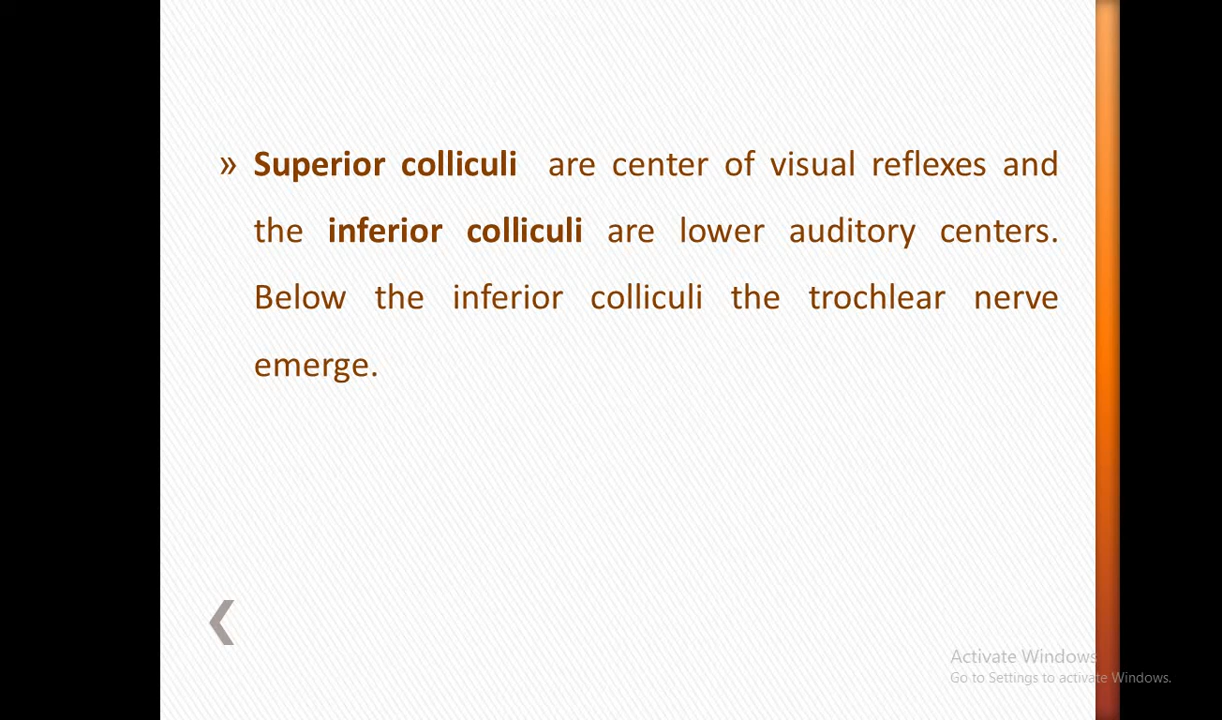 » Superior colliculi are center of visual reflexes and
the inferior colliculi are lower auditory centers.
Below the inferior colliculi the trochlear nerve
emerge.
Activate Windows
Go to Settings to activate Windows.